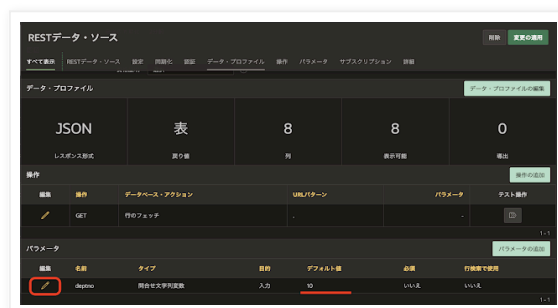 RESTデータ・ソース
削除 変更の適用
すべて表示 RESTデータ・ソース 設定 同期化 認証 データ・プロファイル 操作 パラメータ サブスクリプション 詳細
データ・プロファイル データ・プロファイルの編集
JSON 表 8 8 0
レスポンス形式 戻り値 列 表示可能 導出
操作 操作の追加
編集 操作 データベース・アクション URLパターン パラメータ テスト操作
GET 行のフェッチ . -
1 - 1
パラメータ パラメータの追加
編集 名前 タイプ 目的 デフォルト値 必須 行検索で使用
deptno 問合せ文字列変数 入力 10 いいえ いいえ
1 - 1